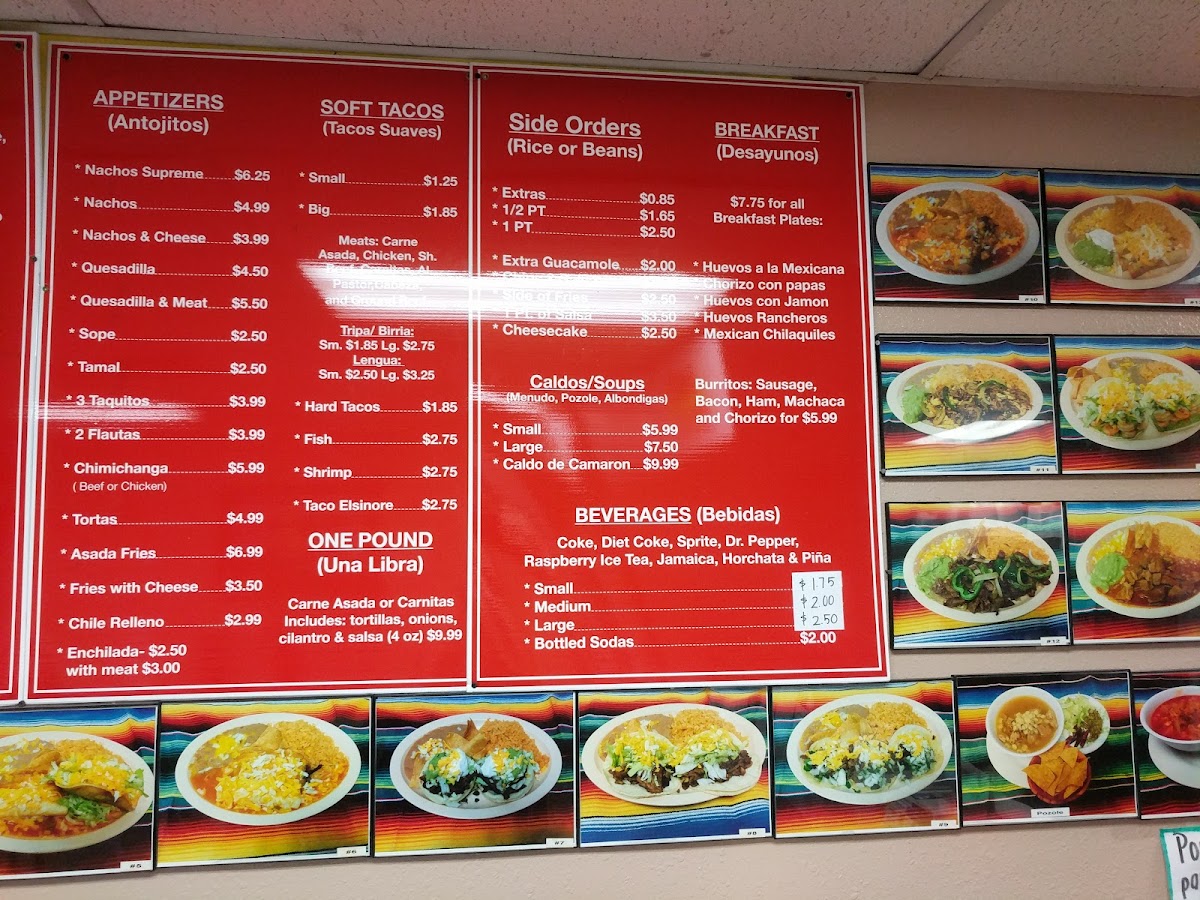 APPETIZERS
(Antojitos)
* Nachos Supreme $6.25
* Nachos $4.99
* Nachos & Cheese $3.99
* Quesadilla $4.50
* Quesadilla & Meat $5.50
* Sope $2.50
* Tamal $2.50
* 3 Taquitos $3.99
* 2 Flautas $3.99
* Chimichanga $5.99
( Beef or Chicken)
* Tortas $4.99
* Asada Fries $6.99
* Fries with Cheese $3.50
* Chile Relleno $2.99
* Enchilada- $2.50
with meat $3.00
SOFT TACOS
(Tacos Suaves)
* Small $1.25
* Big $1.85
Meats: Carne
Asada, Chicken, Sh.
Pastor, Cabeza,
and Ground Beef
Tripa/ Birria:
Sm. $1.85 Lg. $2.75
Lengua:
Sm. $2.50 Lg. $3.25
* Hard Tacos $1.85
* Fish $2.75
* Shrimp $2.75
* Taco Elsinore $2.75
ONE POUND
(Una Libra)
Carne Asada or Carnitas
Includes: tortillas, onions,
cilantro & salsa (4 oz) $9.99
Side Orders
(Rice or Beans)
* Extras $0.85
* 1/2 PT $1.65
* 1 PT $2.50
* Extra Guacamole $2.00
* Side of Fries $2.50
* 1 PT. of Salsa $3.50
* Cheesecake $2.50
Caldos/Soups
(Menudo, Pozole, Albondigas)
* Small $5.99
* Large $7.50
* Caldo de Camaron $9.99
BREAKFAST
(Desayunos)
$7.75 for all
Breakfast Plates:
* Huevos a la Mexicana
* Chorizo con papas
* Huevos con Jamon
* Huevos Rancheros
* Mexican Chilaquiles
Burritos: Sausage,
Bacon, Ham, Machaca
and Chorizo for $5.99
BEVERAGES (Bebidas)
Coke, Diet Coke, Sprite, Dr. Pepper,
Raspberry Ice Tea, Jamaica, Horchata & Piña
* Small $1.75
* Medium $2.00
* Large $2.50
* Bottled Sodas $2.00
#10
#11
#12
#5
#6
#7
#8
#9
Pozole